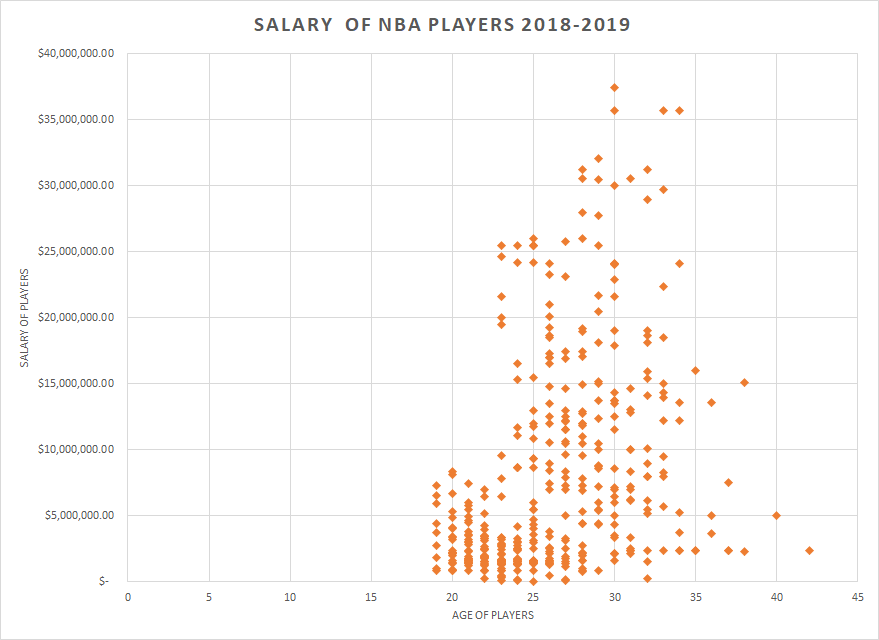 SALARY OF NBA PLAYERS 2018-2019
$40,000,000.00
$35,000,000.00
$30,000,000.00
$25,000,000.00
$20,000,000.00
$15,000,000.00
$10,000,000.00
$5,000,000.00
$-
SALARY OF PLAYERS
0 5 10 15 20 25 30 35 40 45
AGE OF PLAYERS